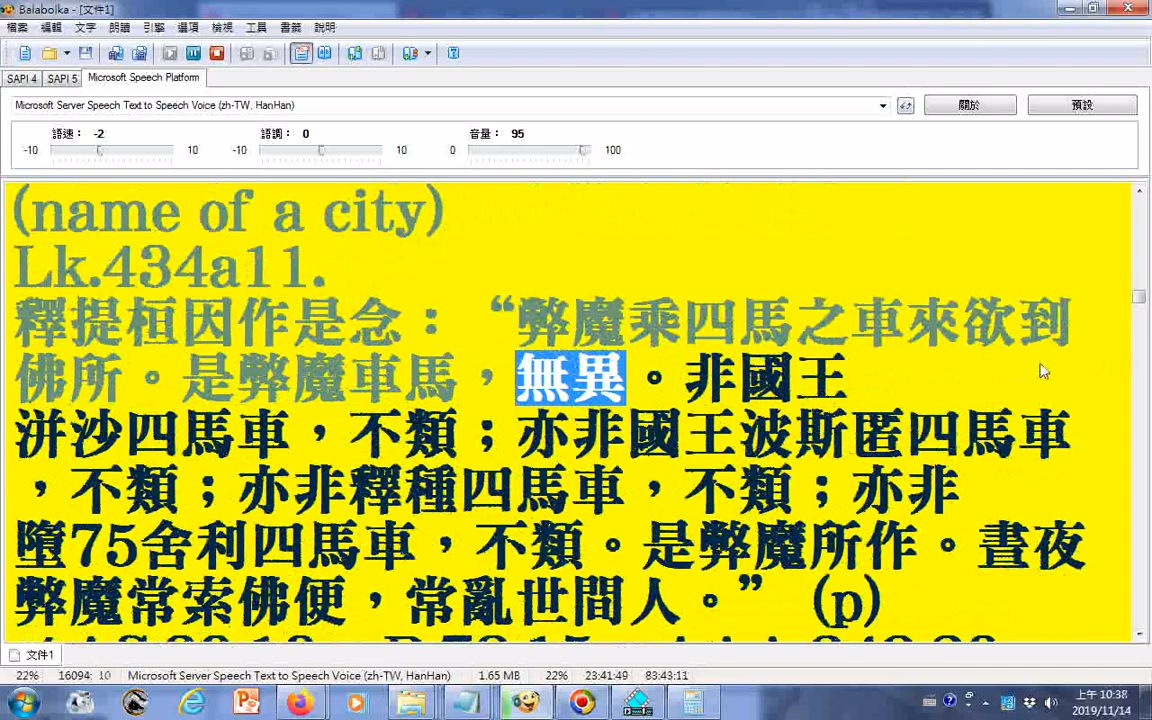 Balabolka - [文件1]
檔案 編輯 文字 朗讀 引擎 選項 檢視 工具 書籤 說明
SAPI 4 SAPI 5 Microsoft Speech Platform
Microsoft Server Speech Text to Speech Voice (zh-TW, HanHan) 關於 預設
語速： -2 語調： 0 音量： 95
-10 10 -10 10 0 100
(name of a city)
Lk.434a11.
釋提桓因作是念：“弊魔乘四馬之車來欲到
佛所。是弊魔車馬，無異。非國王
洴沙四馬車，不類；亦非國王波斯匿四馬車
，不類；亦非釋種四馬車，不類；亦非
墮75舍利四馬車，不類。是弊魔所作。晝夜
弊魔常索佛便，常亂世間人。” (p)
文件1
22% 16094: 10 Microsoft Server Speech Text to Speech Voice (zh-TW, HanHan) 1.65 MB 22% 23:41:49 83:43:11
上午 10:38
2019/11/14